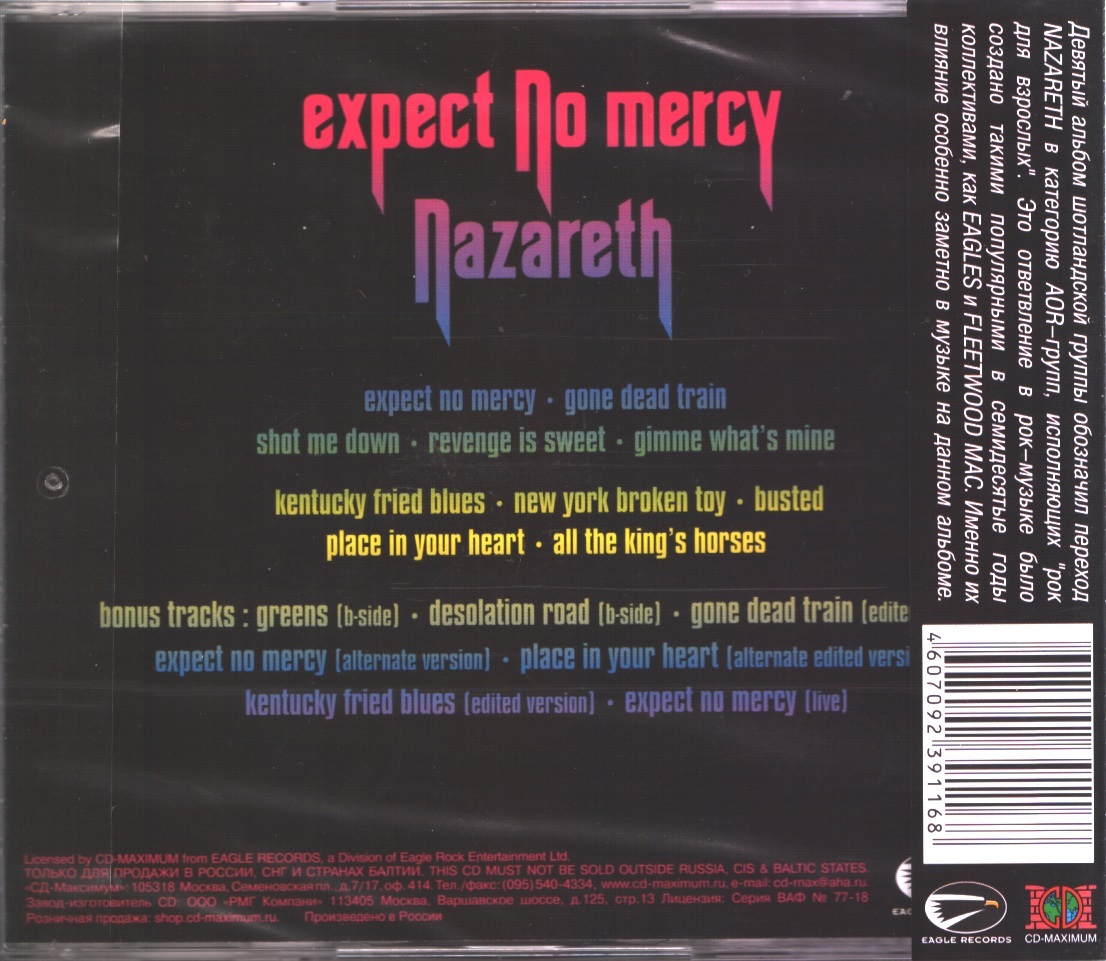 expect no mercy
Nazareth
expect no mercy · gone dead train
shot me down · revenge is sweet · gimme what's mine
kentucky fried blues · new york broken toy · busted
place in your heart · all the king's horses
bonus tracks : greens (b-side) · desolation road (b-side) · gone dead train (edite
expect no mercy (alternate version) · place in your heart (alternate edited versi
kentucky fried blues (edited version) · expect no mercy (live)
Licensed by CD-MAXIMUM from EAGLE RECORDS, a Division of Eagle Rock Entertainment Ltd.
ТОЛЬКО ДЛЯ ПРОДАЖИ В РОССИИ, СНГ И СТРАНАХ БАЛТИИ. THIS CD MUST NOT BE SOLD OUTSIDE RUSSIA, CIS & BALTIC STATES.
«СД-Максимум»: 105318 Москва, Семеновская пл., д.7/17, оф. 414. Тел./факс: (095) 540-4334, www.cd-maximum.ru, e-mail: cd-max@aha.ru.
Завод-изготовитель CD: ООО «РМГ Компани» 113405 Москва, Варшавское шоссе, д.125, стр.13 Лицензия: Серия ВАФ № 77-18
Розничная продажа: shop.cd-maximum.ru. Произведено в России
EAG
Девятый альбом шотландской группы обозначил переход
NAZARETH в категорию AOR–групп, исполняющих "рок
для взрослых". Это ответвление в рок–музыке было
создано такими популярными в семидесятые годы
коллективами, как EAGLES и FLEETWOOD MAC. Именно их
влияние особенно заметно в музыке на данном альбоме.
4 607092 391168
EAGLE RECORDS
CD-MAXIMUM